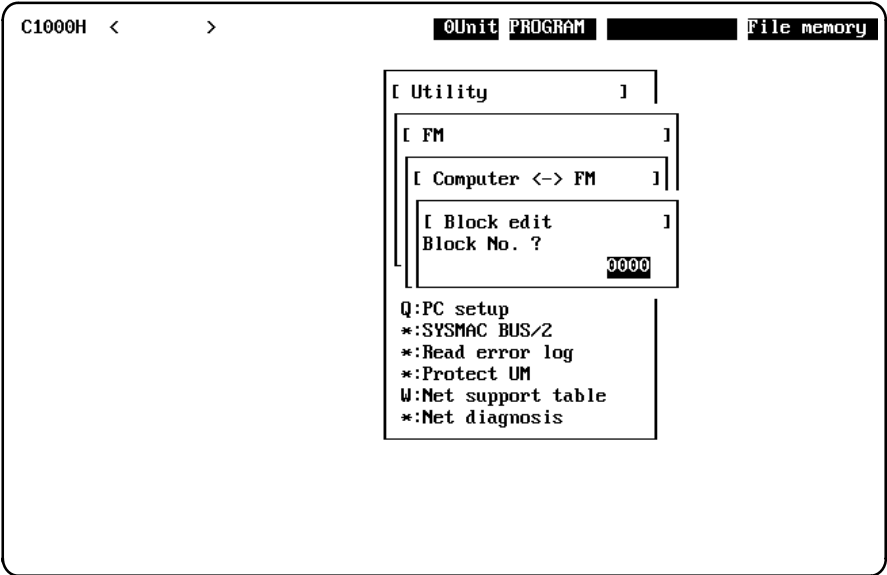 C1000H < > 0Unit PROGRAM File memory
[ Utility ]
[ FM ]
[ Computer <-> FM ]
[ Block edit ]
Block No. ?
0000
Q:PC setup
*:SYSMAC BUS/2
*:Read error log
*:Protect UM
W:Net support table
*:Net diagnosis